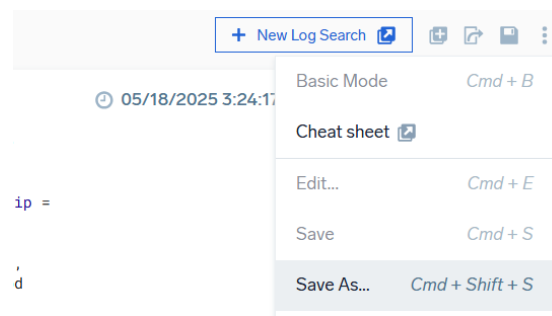 + New Log Search
05/18/2025 3:24:17
Basic Mode Cmd + B
Cheat sheet
ip =
Edit... Cmd + E
Save Cmd + S
,
d
Save As... Cmd + Shift + S